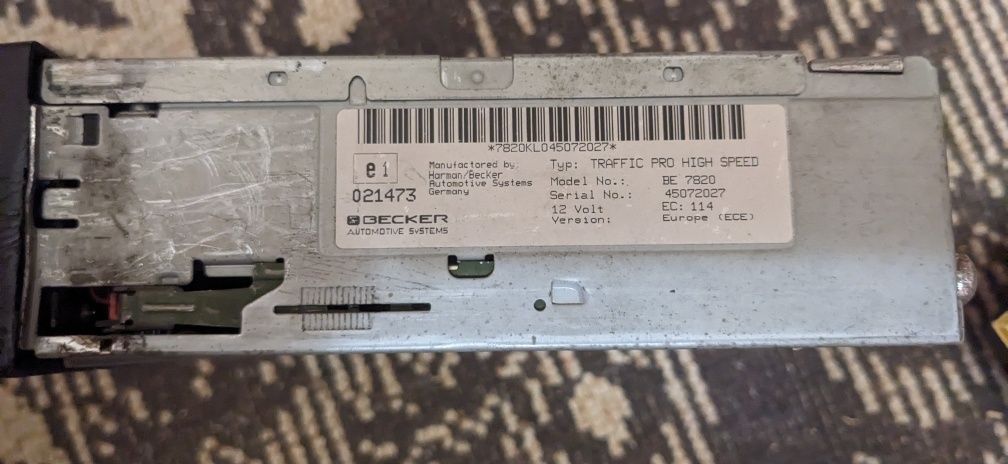 *7820KL045072027*
e1
021473
BECKER
AUTOMOTIVE SYSTEMS
Manufactored by:
Harman/Becker
Automotive Systems
Germany
Typ: TRAFFIC PRO HIGH SPEED
Model No.: BE 7820
Serial No.: 45072027
12 Volt EC: 114
Version: Europe (ECE)